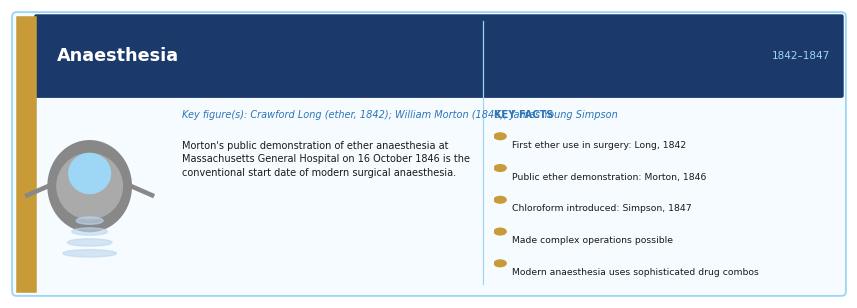 Anaesthesia
1842–1847
Key figure(s): Crawford Long (ether, 1842); William Morton (1846); James Young Simpson
Morton's public demonstration of ether anaesthesia at
Massachusetts General Hospital on 16 October 1846 is the
conventional start date of modern surgical anaesthesia.
KEY FACTS
First ether use in surgery: Long, 1842
Public ether demonstration: Morton, 1846
Chloroform introduced: Simpson, 1847
Made complex operations possible
Modern anaesthesia uses sophisticated drug combos